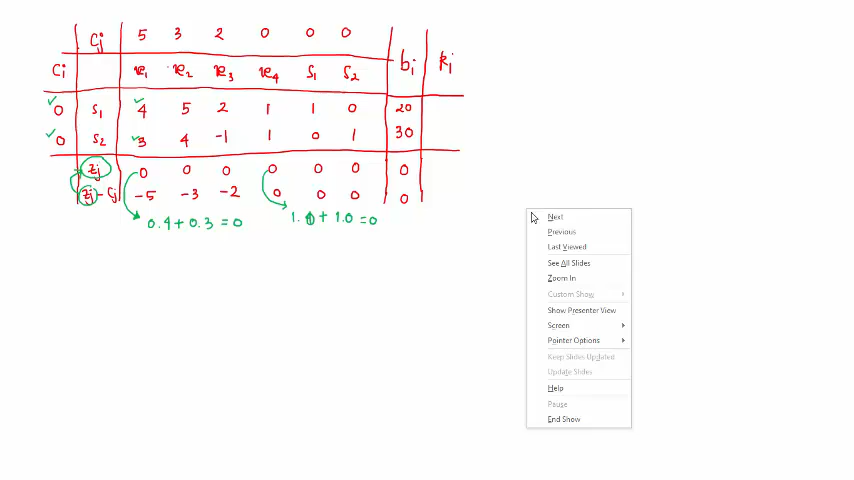 Cj 5 3 2 0 0 0
Ci x₁ x₂ x₃ x₄ s₁ s₂ bi Ri
0 s₁ 4 5 2 1 1 0 20
0 s₂ 3 4 -1 1 0 1 30
Zj 0 0 0 0 0 0 0
Zj - Cj -5 -3 -2 0 0 0 0
0.4 + 0.3 = 0
1.0 + 1.0 = 0
Next
Previous
Last Viewed
See All Slides
Zoom In
Custom Show
Show Presenter View
Screen
Pointer Options
Keep Slides Updated
Update Slides
Help
Pause
End Show